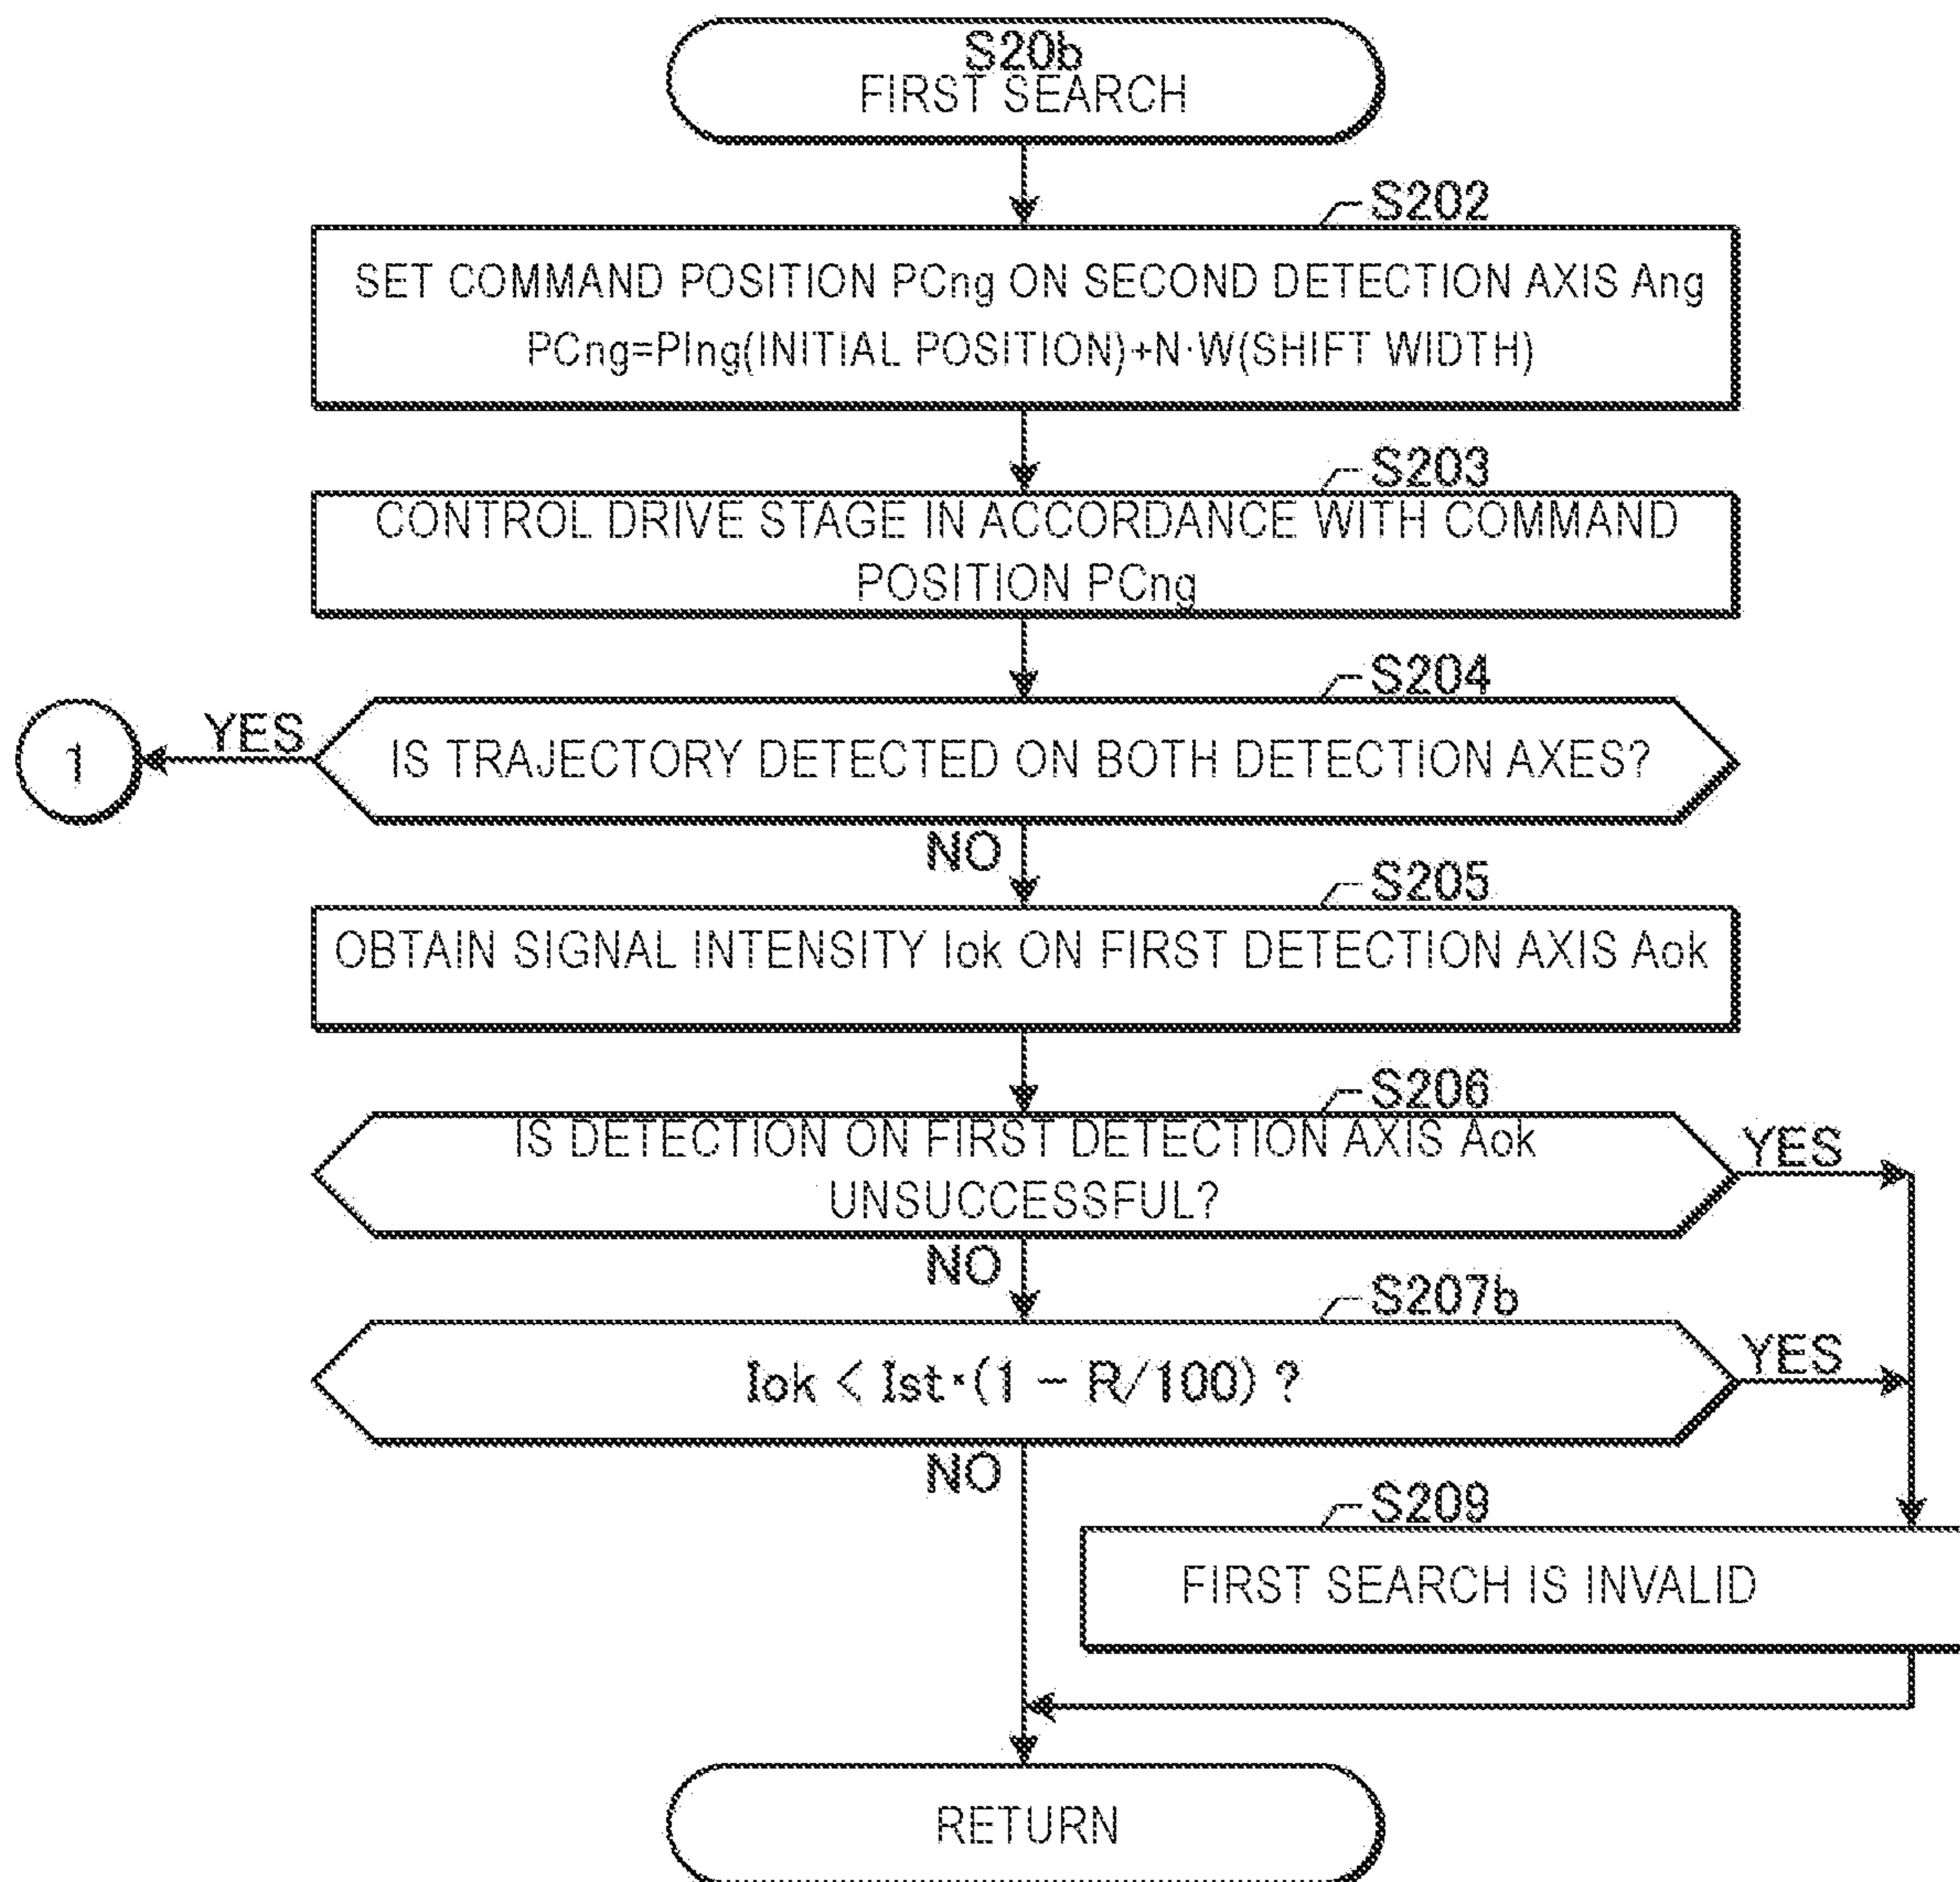 S20b
FIRST SEARCH
S202
SET COMMAND POSITION PCng ON SECOND DETECTION AXIS Ang
PCng=PIng(INITIAL POSITION)+N·W(SHIFT WIDTH)
S203
CONTROL DRIVE STAGE IN ACCORDANCE WITH COMMAND
POSITION PCng
S204
1
YES
IS TRAJECTORY DETECTED ON BOTH DETECTION AXES?
NO
S205
OBTAIN SIGNAL INTENSITY Iok ON FIRST DETECTION AXIS Aok
S206
IS DETECTION ON FIRST DETECTION AXIS Aok
UNSUCCESSFUL?
YES
NO
S207b
Iok < Ist·(1 − R/100) ?
YES
NO
S209
FIRST SEARCH IS INVALID
RETURN